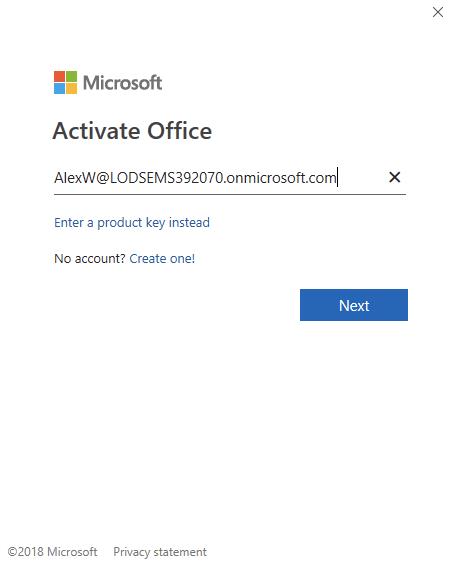 Microsoft
Activate Office
AlexW@LODSEMS392070.onmicrosoft.com
Enter a product key instead
No account? Create one!
Next
©2018 Microsoft Privacy statement